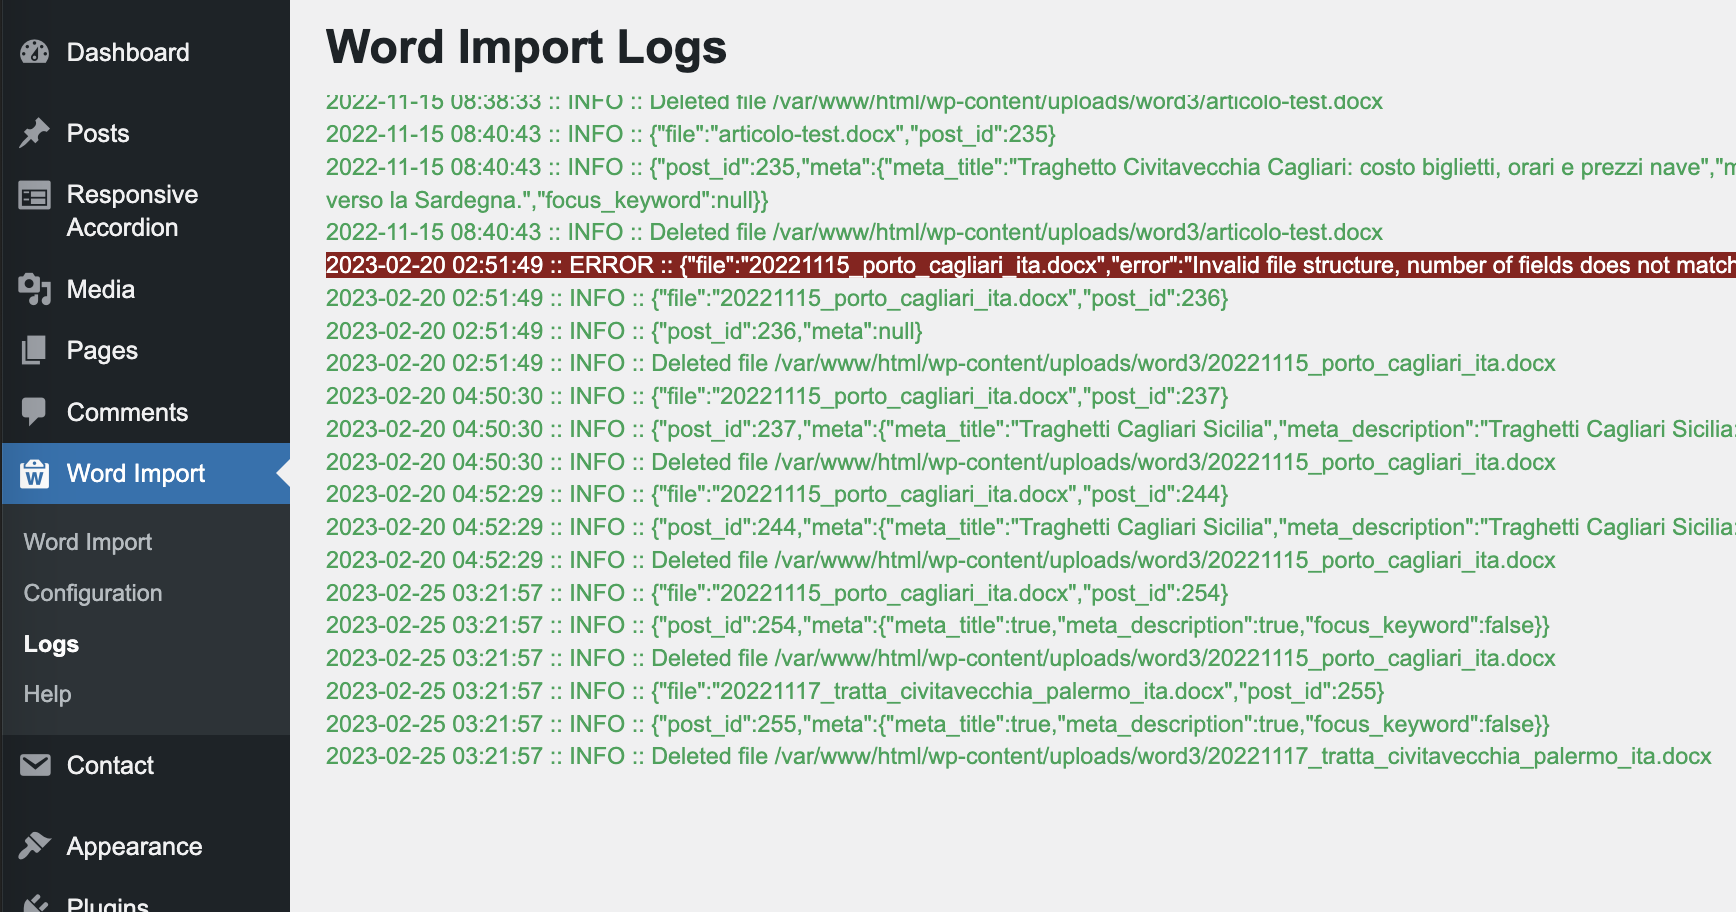 Dashboard
Posts
Responsive
Accordion
Media
Pages
Comments
Word Import
Word Import
Configuration
Logs
Help
Contact
Appearance
Plugins
Word Import Logs
2022-11-15 08:38:33 :: INFO :: Deleted file /var/www/html/wp-content/uploads/word3/articolo-test.docx
2022-11-15 08:40:43 :: INFO :: {"file":"articolo-test.docx","post_id":235}
2022-11-15 08:40:43 :: INFO :: {"post_id":235,"meta":{"meta_title":"Traghetto Civitavecchia Cagliari: costo biglietti, orari e prezzi nave","m
verso la Sardegna.","focus_keyword":null}}
2022-11-15 08:40:43 :: INFO :: Deleted file /var/www/html/wp-content/uploads/word3/articolo-test.docx
2023-02-20 02:51:49 :: ERROR :: {"file":"20221115_porto_cagliari_ita.docx","error":"Invalid file structure, number of fields does not match
2023-02-20 02:51:49 :: INFO :: {"file":"20221115_porto_cagliari_ita.docx","post_id":236}
2023-02-20 02:51:49 :: INFO :: {"post_id":236,"meta":null}
2023-02-20 02:51:49 :: INFO :: Deleted file /var/www/html/wp-content/uploads/word3/20221115_porto_cagliari_ita.docx
2023-02-20 04:50:30 :: INFO :: {"file":"20221115_porto_cagliari_ita.docx","post_id":237}
2023-02-20 04:50:30 :: INFO :: {"post_id":237,"meta":{"meta_title":"Traghetti Cagliari Sicilia","meta_description":"Traghetti Cagliari Sicilia:
2023-02-20 04:50:30 :: INFO :: Deleted file /var/www/html/wp-content/uploads/word3/20221115_porto_cagliari_ita.docx
2023-02-20 04:52:29 :: INFO :: {"file":"20221115_porto_cagliari_ita.docx","post_id":244}
2023-02-20 04:52:29 :: INFO :: {"post_id":244,"meta":{"meta_title":"Traghetti Cagliari Sicilia","meta_description":"Traghetti Cagliari Sicilia:
2023-02-20 04:52:29 :: INFO :: Deleted file /var/www/html/wp-content/uploads/word3/20221115_porto_cagliari_ita.docx
2023-02-25 03:21:57 :: INFO :: {"file":"20221115_porto_cagliari_ita.docx","post_id":254}
2023-02-25 03:21:57 :: INFO :: {"post_id":254,"meta":{"meta_title":true,"meta_description":true,"focus_keyword":false}}
2023-02-25 03:21:57 :: INFO :: Deleted file /var/www/html/wp-content/uploads/word3/20221115_porto_cagliari_ita.docx
2023-02-25 03:21:57 :: INFO :: {"file":"20221117_tratta_civitavecchia_palermo_ita.docx","post_id":255}
2023-02-25 03:21:57 :: INFO :: {"post_id":255,"meta":{"meta_title":true,"meta_description":true,"focus_keyword":false}}
2023-02-25 03:21:57 :: INFO :: Deleted file /var/www/html/wp-content/uploads/word3/20221117_tratta_civitavecchia_palermo_ita.docx